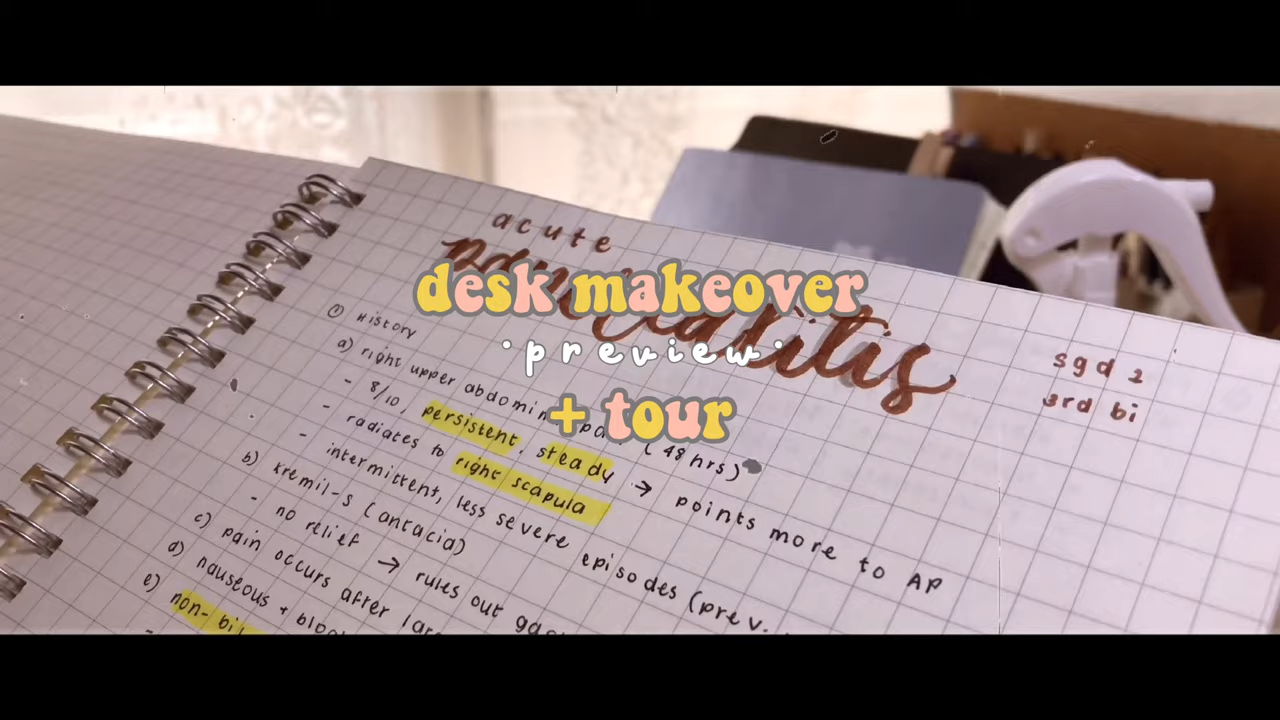 desk makeover
·preview·
+ tour
acute
pancreatitis
sgd 2
3rd bi
① History
a) right upper abdominal pain (48 hrs)
- 8/10, persistent, steady → points more to AP
- radiates to right scapula
- intermittent, less severe episodes (prev.
b) kremil-s (antacid)
- no relief → rules out
c) pain occurs after
d) nauseous +
e) non-